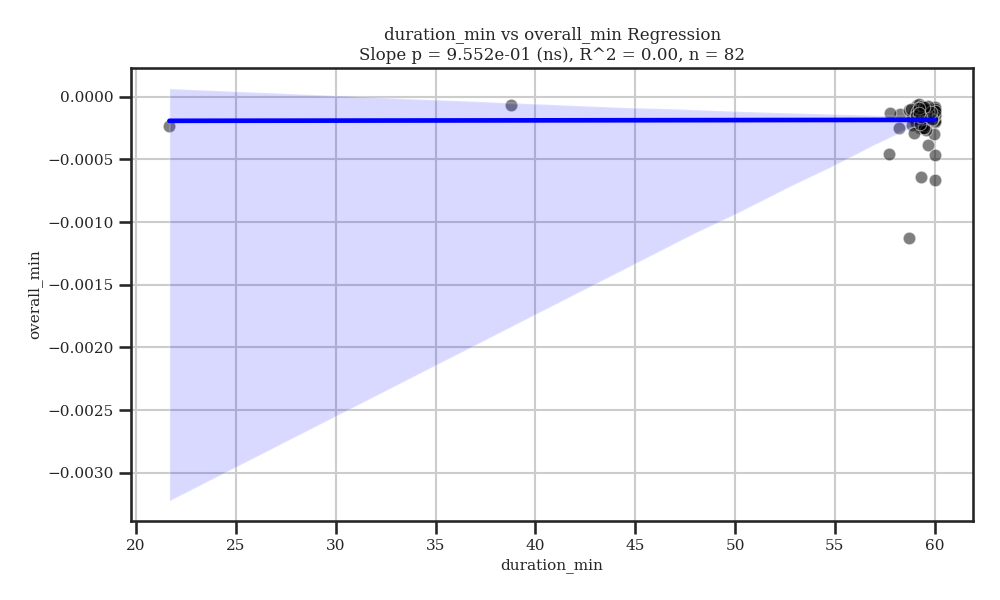 duration_min vs overall_min Regression
Slope p = 9.552e-01 (ns), R^2 = 0.00, n = 82
0.0000
−0.0005
−0.0010
−0.0015
−0.0020
−0.0025
−0.0030
overall_min
20 25 30 35 40 45 50 55 60
duration_min